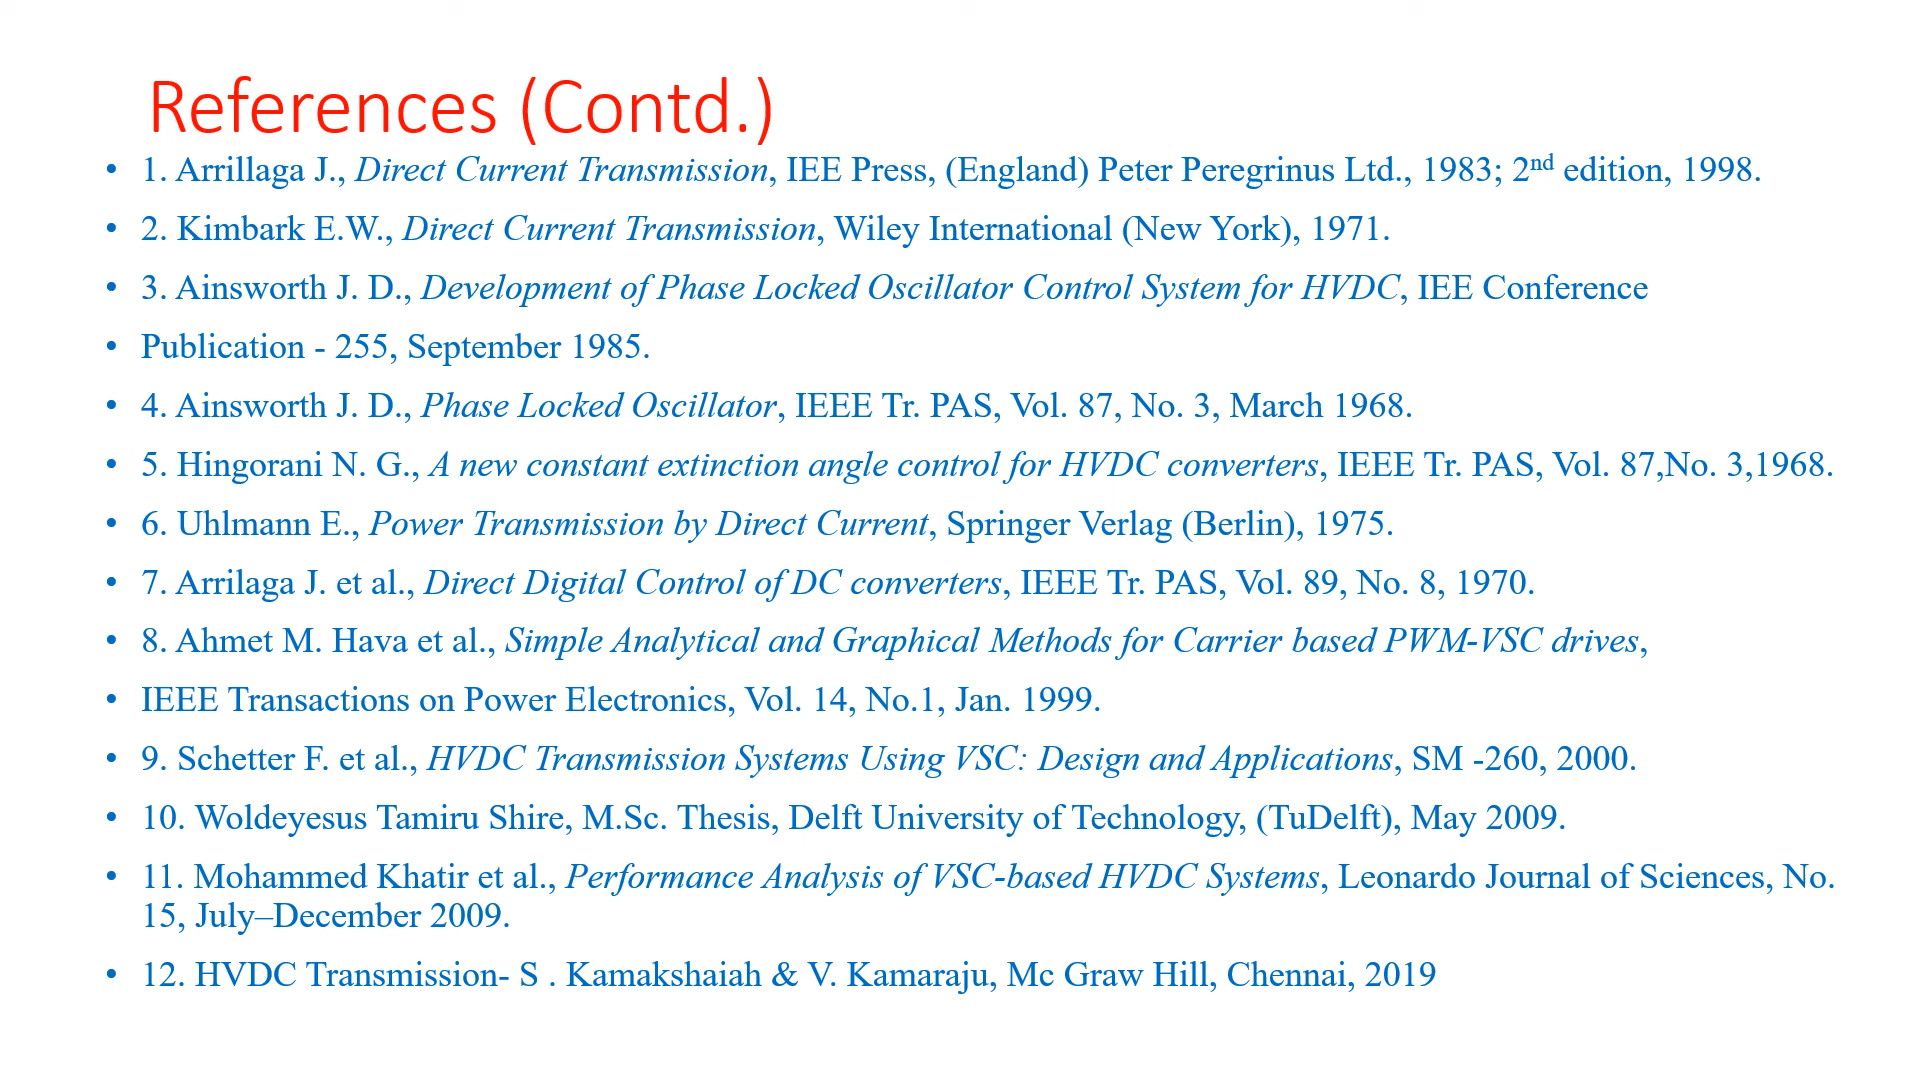 References (Contd.)
• 1. Arrillaga J., Direct Current Transmission, IEE Press, (England) Peter Peregrinus Ltd., 1983; 2nd edition, 1998.
• 2. Kimbark E.W., Direct Current Transmission, Wiley International (New York), 1971.
• 3. Ainsworth J. D., Development of Phase Locked Oscillator Control System for HVDC, IEE Conference
• Publication - 255, September 1985.
• 4. Ainsworth J. D., Phase Locked Oscillator, IEEE Tr. PAS, Vol. 87, No. 3, March 1968.
• 5. Hingorani N. G., A new constant extinction angle control for HVDC converters, IEEE Tr. PAS, Vol. 87,No. 3,1968.
• 6. Uhlmann E., Power Transmission by Direct Current, Springer Verlag (Berlin), 1975.
• 7. Arrilaga J. et al., Direct Digital Control of DC converters, IEEE Tr. PAS, Vol. 89, No. 8, 1970.
• 8. Ahmet M. Hava et al., Simple Analytical and Graphical Methods for Carrier based PWM-VSC drives,
• IEEE Transactions on Power Electronics, Vol. 14, No.1, Jan. 1999.
• 9. Schetter F. et al., HVDC Transmission Systems Using VSC: Design and Applications, SM -260, 2000.
• 10. Woldeyesus Tamiru Shire, M.Sc. Thesis, Delft University of Technology, (TuDelft), May 2009.
• 11. Mohammed Khatir et al., Performance Analysis of VSC-based HVDC Systems, Leonardo Journal of Sciences, No.
15, July–December 2009.
• 12. HVDC Transmission- S . Kamakshaiah & V. Kamaraju, Mc Graw Hill, Chennai, 2019